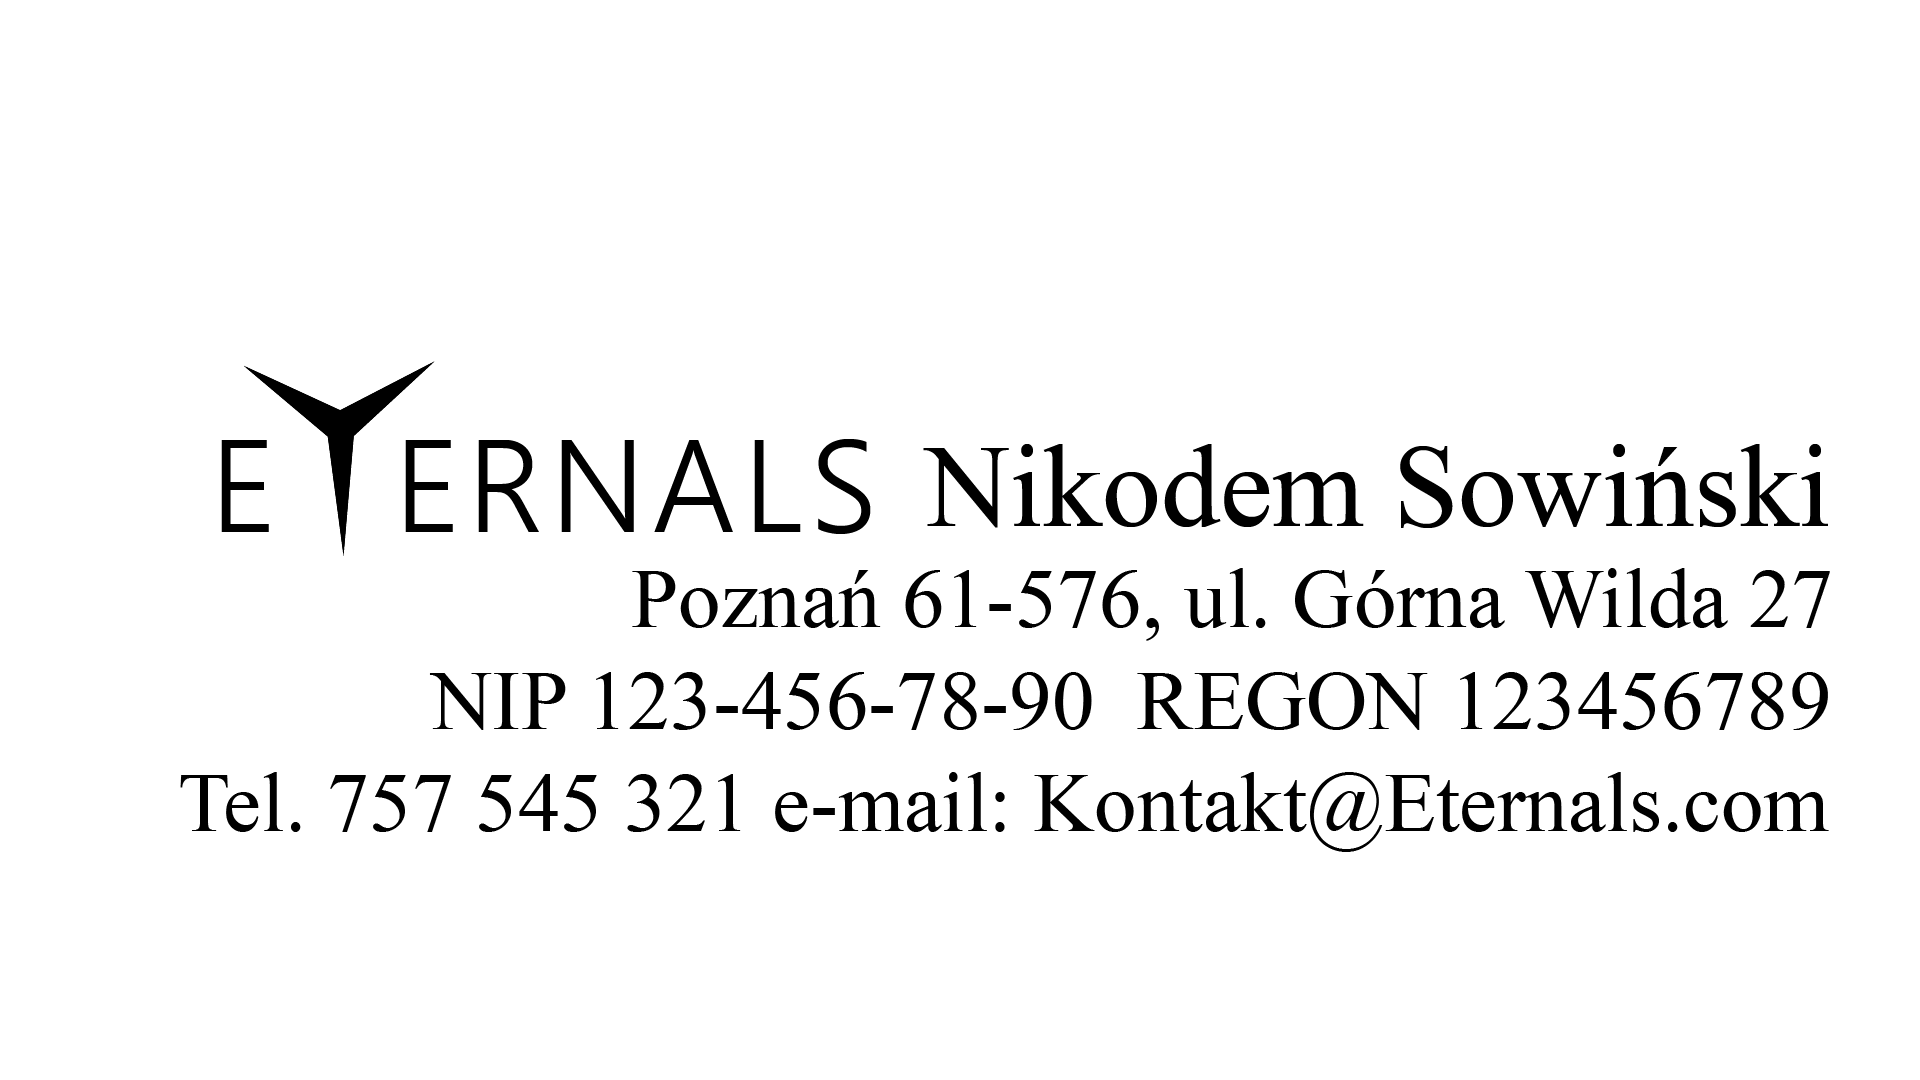 EYERNALS Nikodem Sowiński
Poznań 61-576, ul. Górna Wilda 27
NIP 123-456-78-90 REGON 123456789
Tel. 757 545 321 e-mail: Kontakt@Eternals.com